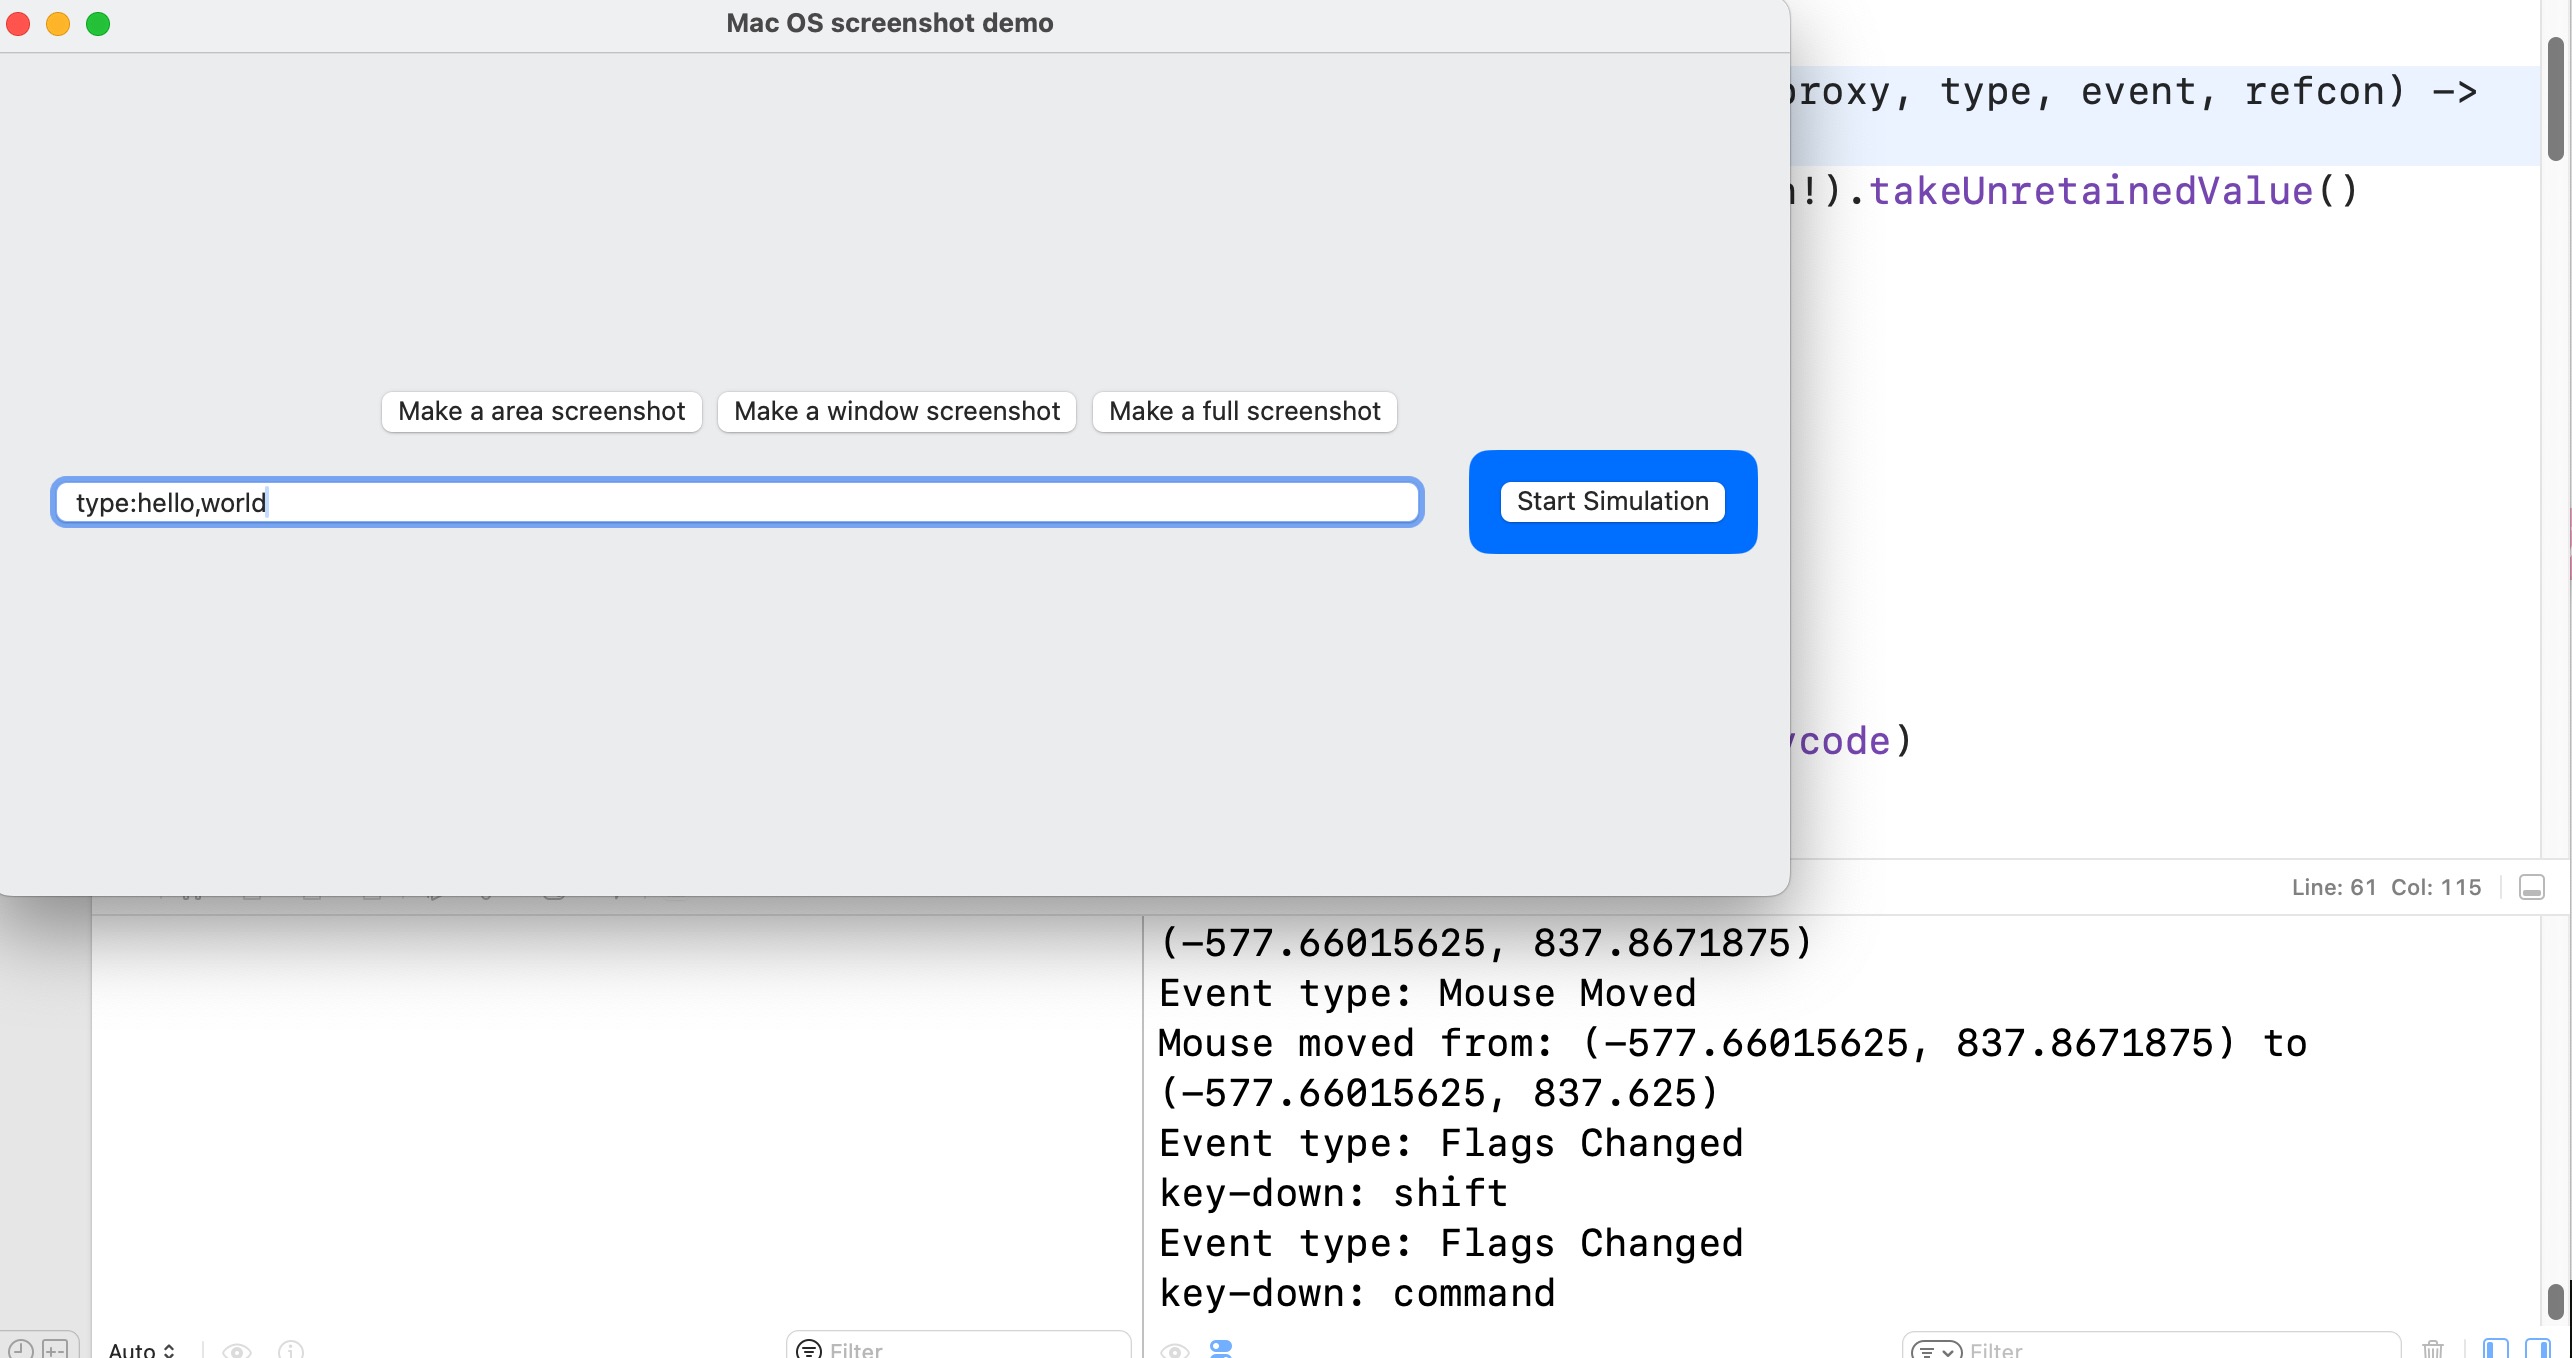 Mac OS screenshot demo
proxy, type, event, refcon) ->
!).takeUnretainedValue()
Make a area screenshot
Make a window screenshot
Make a full screenshot
type:hello,world
Start Simulation
code)
Line: 61 Col: 115
(-577.66015625, 837.8671875)
Event type: Mouse Moved
Mouse moved from: (-577.66015625, 837.8671875) to
(-577.66015625, 837.625)
Event type: Flags Changed
key-down: shift
Event type: Flags Changed
key-down: command
Auto
Filter
Filter